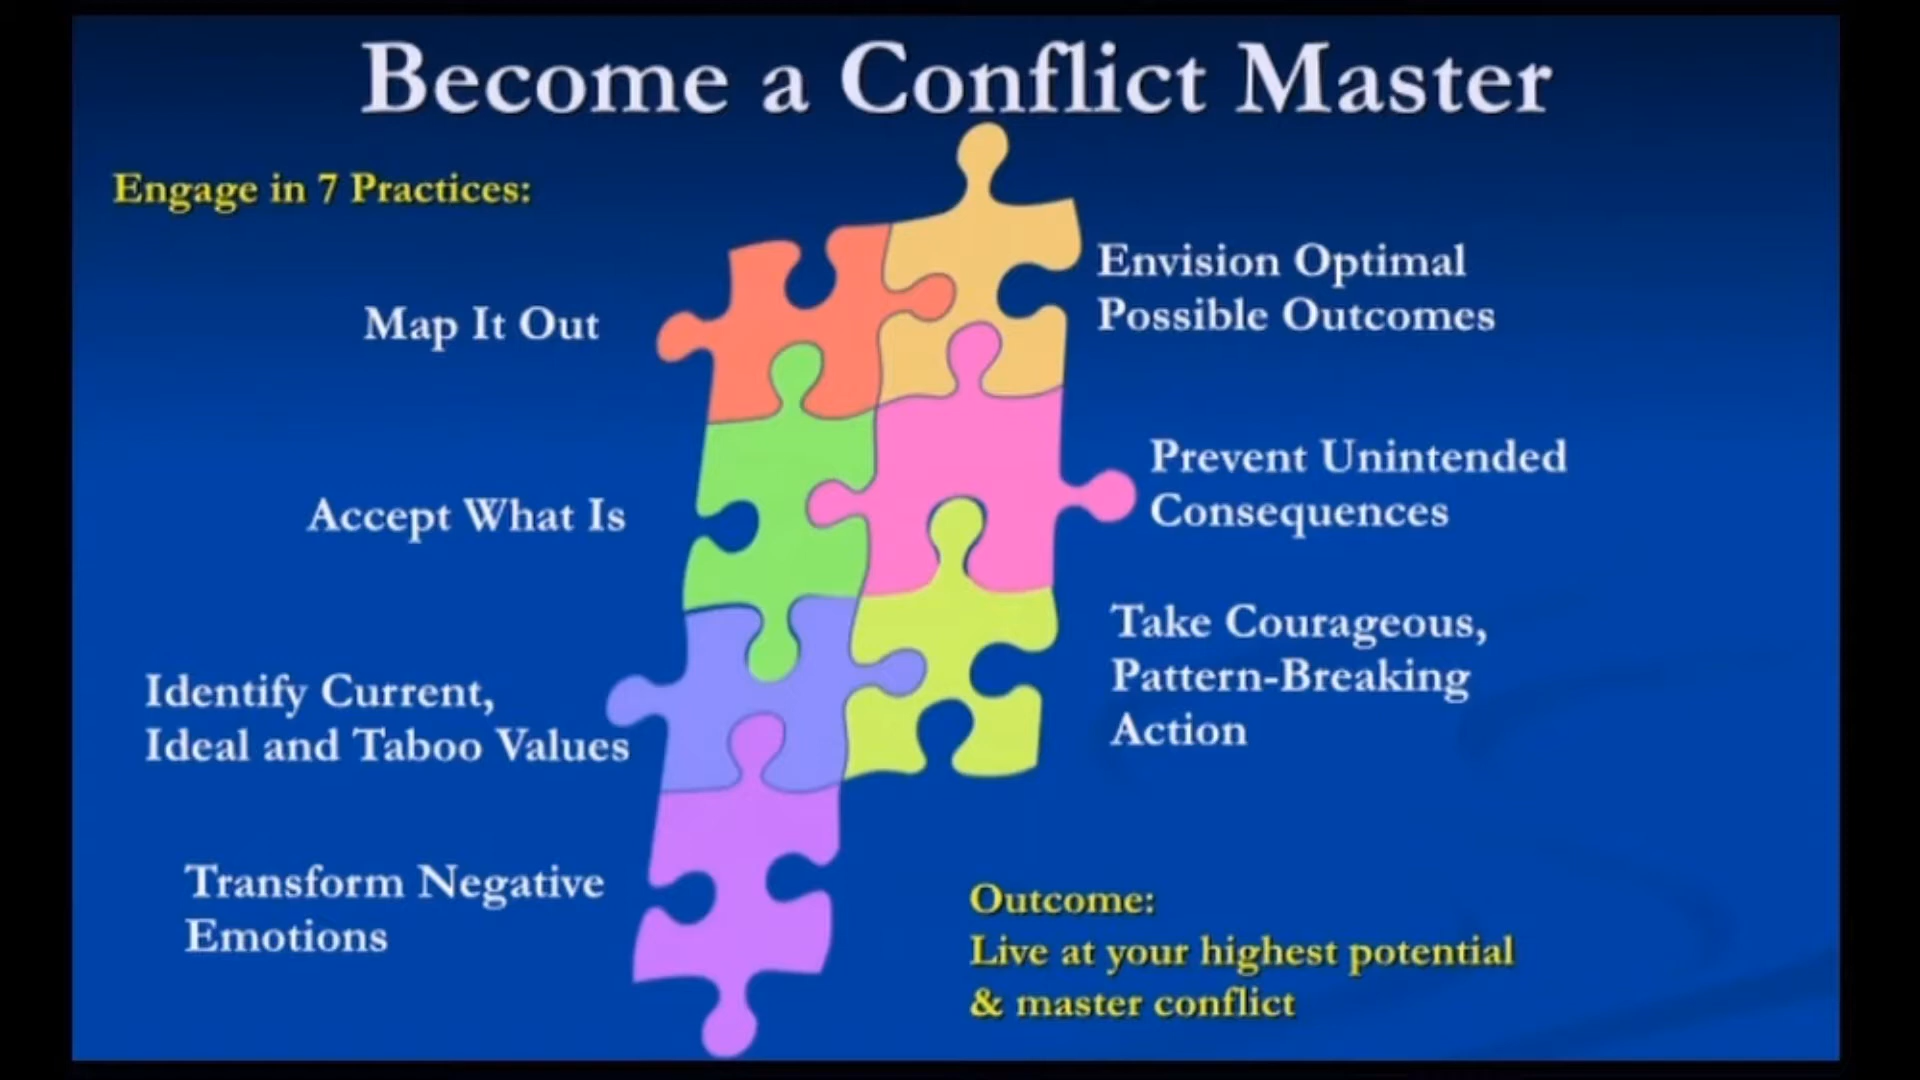 Become a Conflict Master
Engage in 7 Practices:
Map It Out
Accept What Is
Identify Current,
Ideal and Taboo Values
Transform Negative
Emotions
Envision Optimal
Possible Outcomes
Prevent Unintended
Consequences
Take Courageous,
Pattern-Breaking
Action
Outcome:
Live at your highest potential
& master conflict